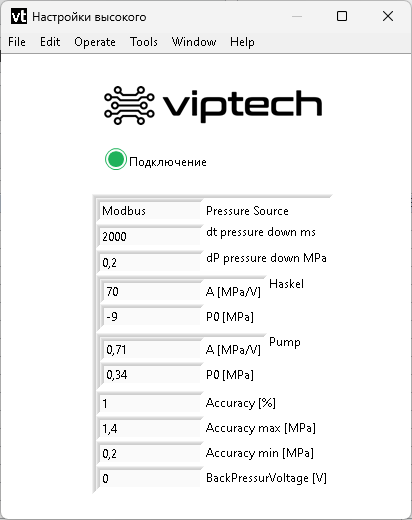 vt Настройки высокого
File Edit Operate Tools Window Help
viptech
Подключение
Modbus Pressure Source
2000 dt pressure down ms
0,2 dP pressure down MPa
Haskel
70 A [MPa/V]
-9 P0 [MPa]
Pump
0,71 A [MPa/V]
0,34 P0 [MPa]
1 Accuracy [%]
1,4 Accuracy max [MPa]
0,2 Accuracy min [MPa]
0 BackPressurVoltage [V]